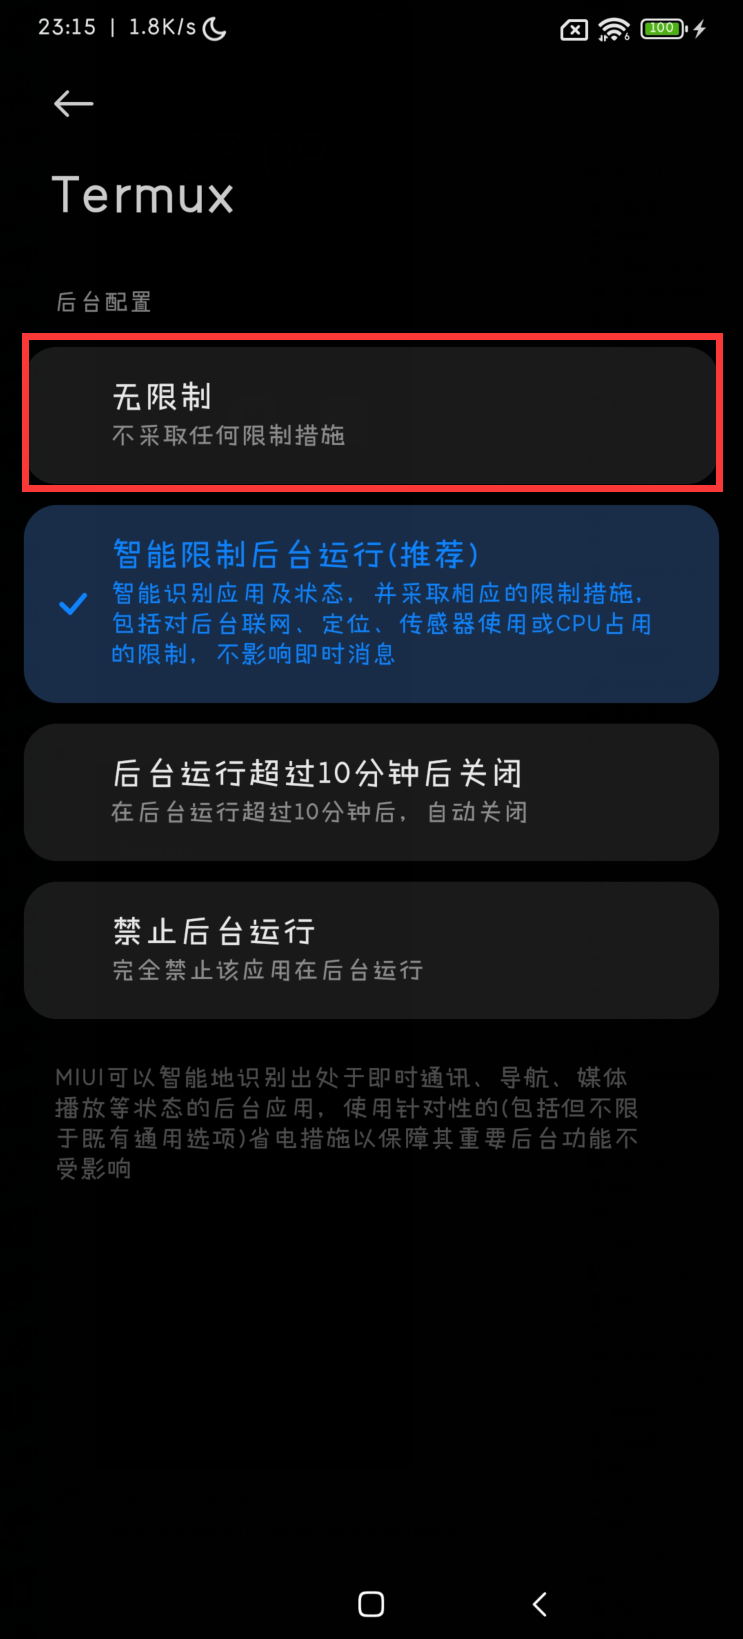 23:15 | 1.8K/s
100
Termux
后台配置
无限制
不采取任何限制措施
智能限制后台运行(推荐)
智能识别应用及状态，并采取相应的限制措施，
包括对后台联网、定位、传感器使用或CPU占用
的限制，不影响即时消息
后台运行超过10分钟后关闭
在后台运行超过10分钟后，自动关闭
禁止后台运行
完全禁止该应用在后台运行
MIUI可以智能地识别出处于即时通讯、导航、媒体
播放等状态的后台应用，使用针对性的(包括但不限
于既有通用选项)省电措施以保障其重要后台功能不
受影响